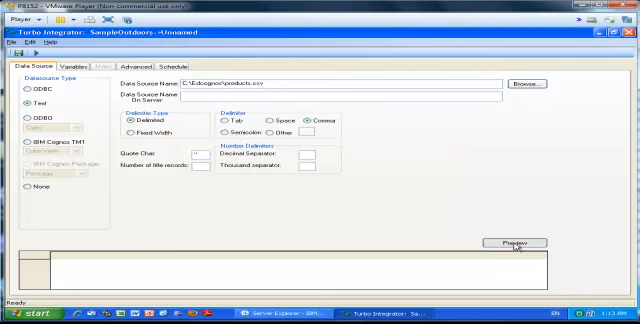 P8152 - VMware Player (Non-commercial use only)
Player
Turbo Integrator: SampleOutdoors->Unnamed
File Edit Help
Data Source Variables Maps Advanced Schedule
Datasource Type
ODBC
Text
ODBO
Cube
IBM Cognos TM1
IBM Cognos Package
Package
None
Data Source Name: C:\Edcognos\products.csv Browse...
Data Source Name
On Server:
Delimiter Type
Delimited
Fixed Width
Delimiter
Tab Space Comma
Semicolon Other
Quote Char: "
Number of title records:
Number Delimiters
Decimal Separator:
Thousand separator:
Preview
Ready
start Server Explorer - IBM... Turbo Integrator: Sa... EN 1:13 AM